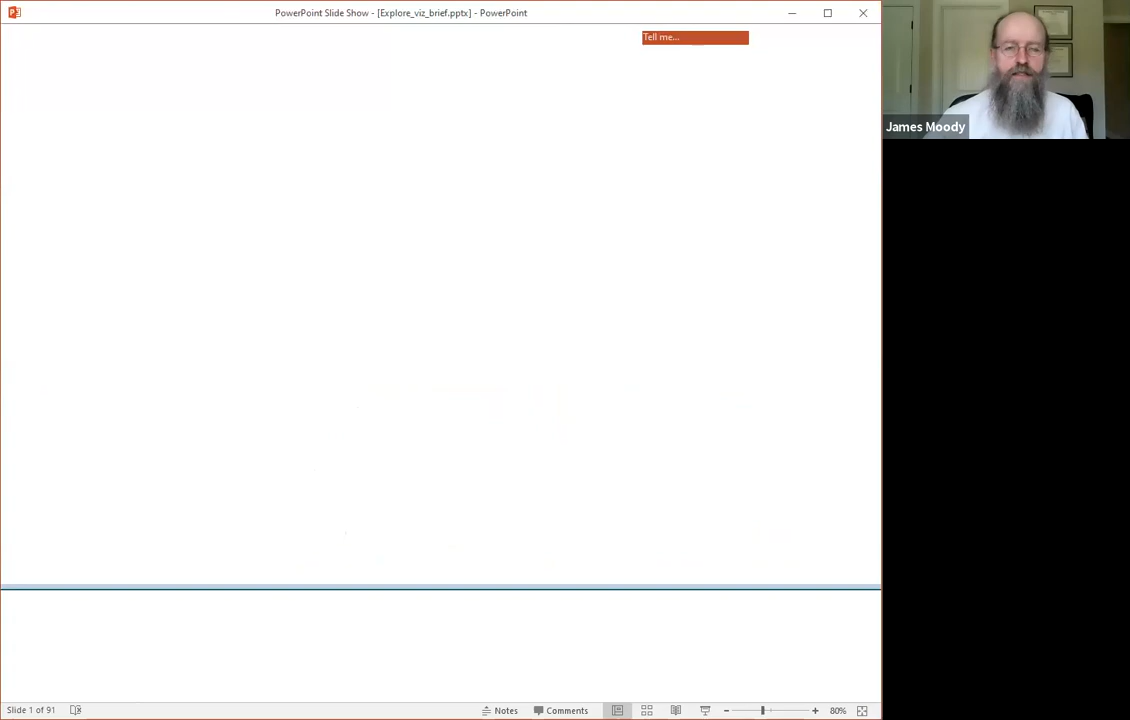 PowerPoint Slide Show - [Explore_viz_brief.pptx] - PowerPoint
Tell me...
James Moody
Slide 1 of 91
Notes
Comments
80%